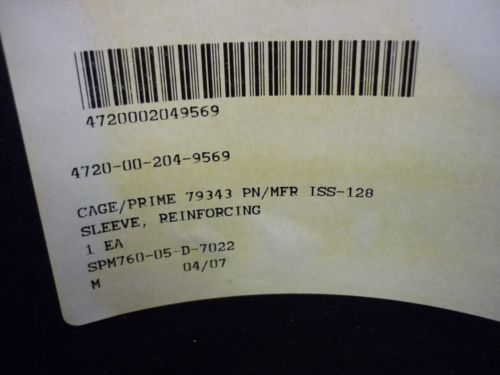 4720002049569
4720-00-204-9569
CAGE/PRIME 79343 PN/MFR ISS-128
SLEEVE, REINFORCING
1 EA
SPM760-05-D-7022
M 04/07